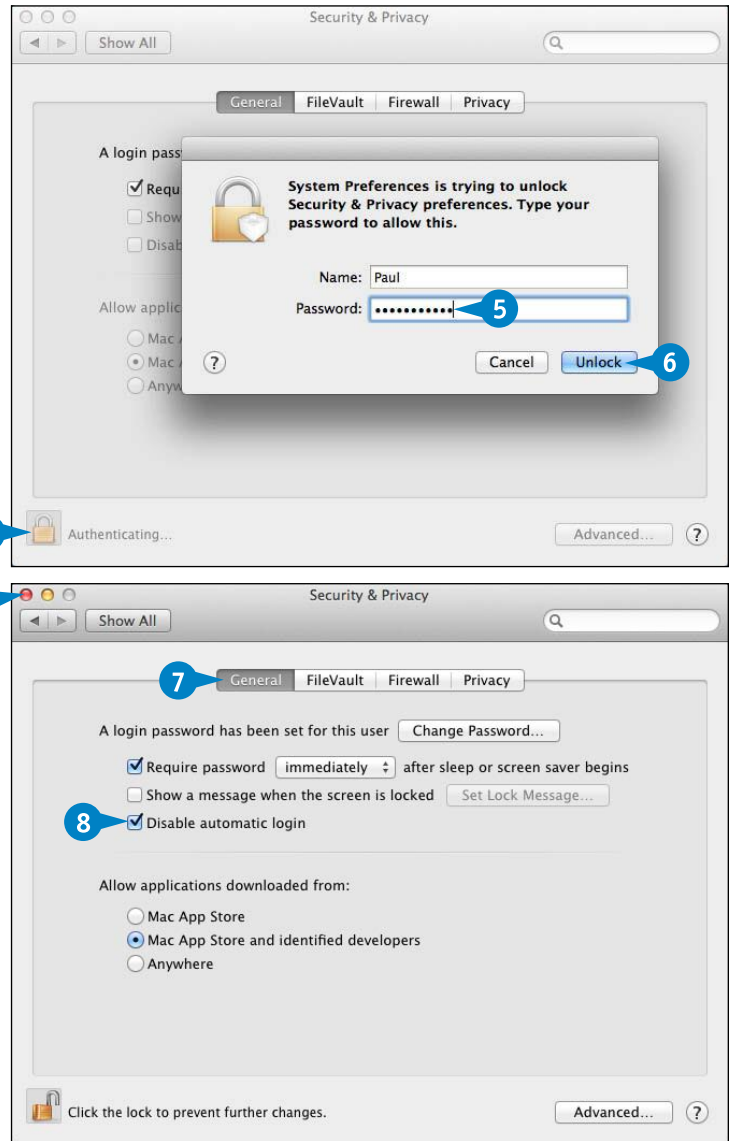 Security & Privacy
Show All
General FileVault Firewall Privacy
A login pass
System Preferences is trying to unlock
Security & Privacy preferences. Type your
password to allow this.
Requ
Show
Disab
Name: Paul
Password: ••••••••••• 5
Allow applic
Mac A
Mac A
Anyw
? Cancel Unlock 6
Authenticating... Advanced... ?
Security & Privacy
Show All
7 General FileVault Firewall Privacy
A login password has been set for this user Change Password...
Require password immediately after sleep or screen saver begins
Show a message when the screen is locked Set Lock Message...
8 Disable automatic login
Allow applications downloaded from:
Mac App Store
Mac App Store and identified developers
Anywhere
Click the lock to prevent further changes. Advanced... ?